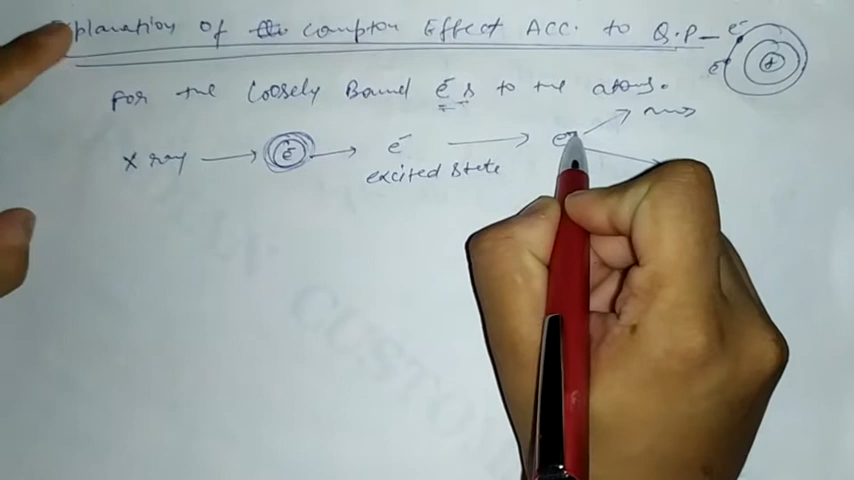 Explanation of the compton Effect Acc. to Q.P- e-
+
e-
for the Loosely Bound e-s to the atoms.
X ray → e- → e- → e-
excited state